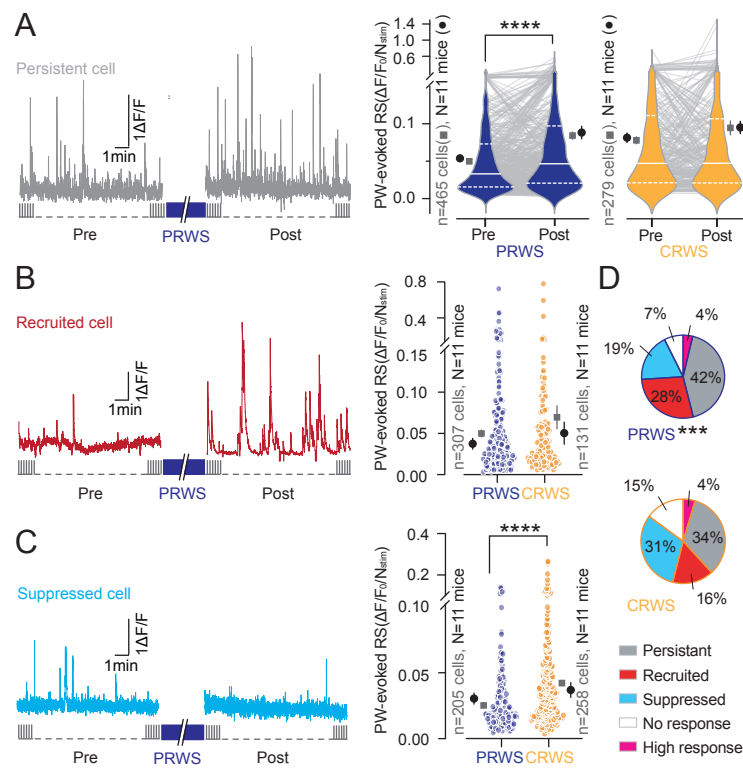 A
Persistent cell
1ΔF/F
1min
Pre
PRWS
Post
PW-evoked RS(ΔF/F₀/Nstim)
n=465 cells(■), N=11 mice (●)
1.4
1.0
0.6
0.10
0.05
0.0
****
Pre
Post
PRWS
n=279 cells(■), N=11 mice (●)
Pre
Post
CRWS
B
Recruited cell
1ΔF/F
1min
Pre
PRWS
Post
PW-evoked RS(ΔF/F₀/Nstim)
0.8
0.4
0.15
0.10
0.05
0.00
n=307 cells, N=11 mice
n=131 cells, N=11 mice
PRWS
CRWS
C
Suppressed cell
1ΔF/F
1min
Pre
PRWS
Post
PW-evoked RS(ΔF/F₀/Nstim)
0.4
0.2
0.10
0.05
0.00
****
n=205 cells, N=11 mice
n=258 cells, N=11 mice
PRWS
CRWS
D
7%
4%
19%
42%
28%
PRWS ***
15%
4%
31%
34%
16%
CRWS
Persistant
Recruited
Suppressed
No response
High response